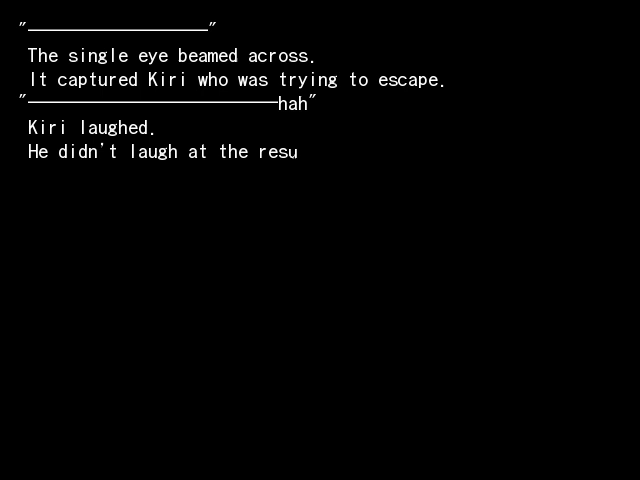 "──────────────────"
The single eye beamed across.
It captured Kiri who was trying to escape.
"─────────────────────────hah"
Kiri laughed.
He didn't laugh at the resu